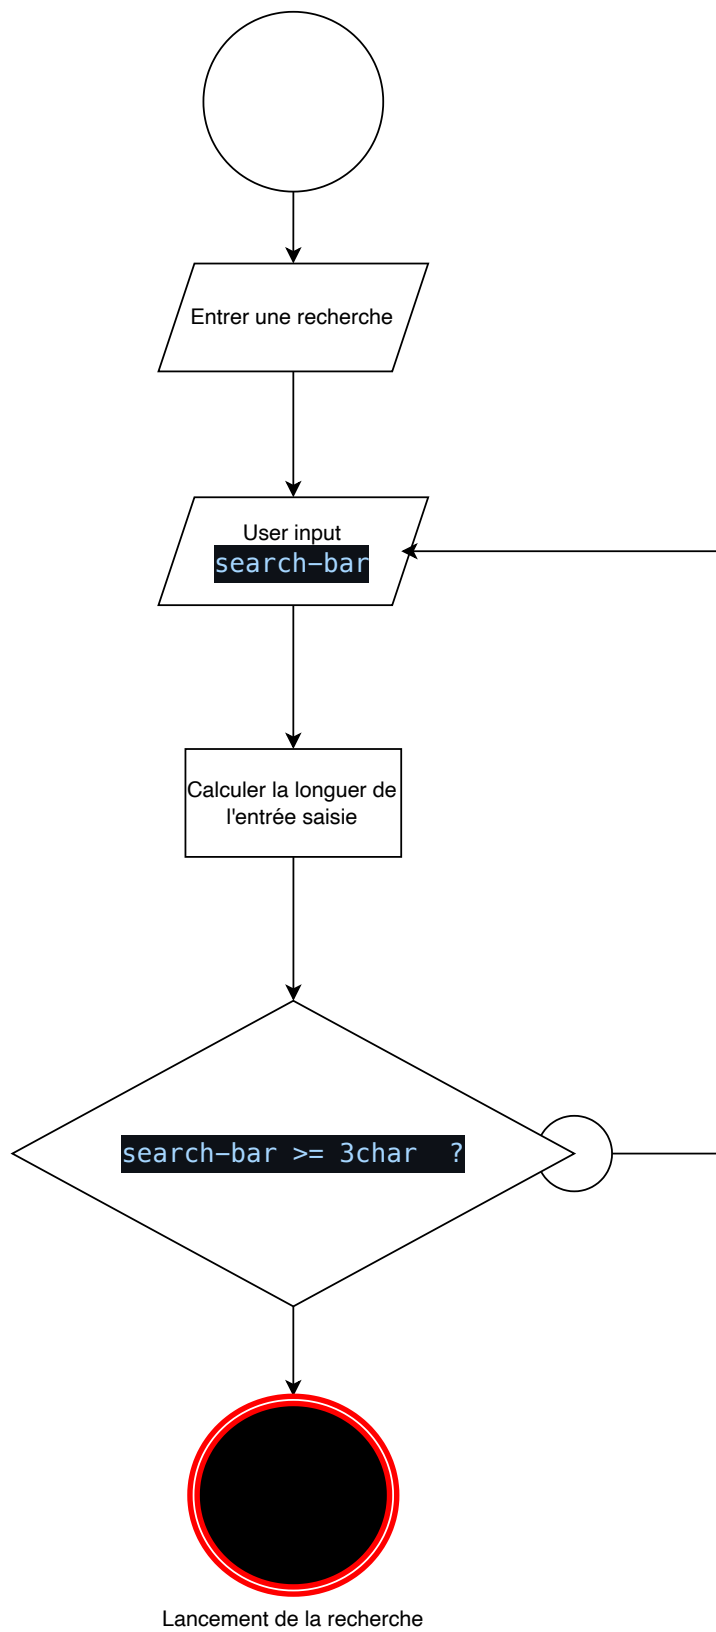 Entrer une recherche
User input
search-bar
Calculer la longuer de
l'entrée saisie
search-bar >= 3char  ?
Lancement de la recherche